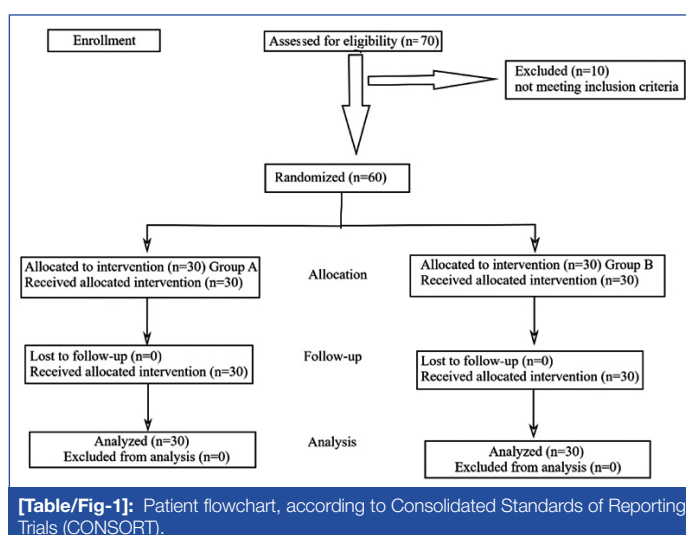 Enrollment
Assessed for eligibility (n=70)
Excluded (n=10)
not meeting inclusion criteria
Randomized (n=60)
Allocated to intervention (n=30) Group A
Received allocated intervention (n=30)
Allocation
Allocated to intervention (n=30) Group B
Received allocated intervention (n=30)
Lost to follow-up (n=0)
Received allocated intervention (n=30)
Follow-up
Lost to follow-up (n=0)
Received allocated intervention (n=30)
Analyzed (n=30)
Excluded from analysis (n=0)
Analysis
Analyzed (n=30)
Excluded from analysis (n=0)
[Table/Fig-1]: Patient flowchart, according to Consolidated Standards of Reporting
Trials (CONSORT).